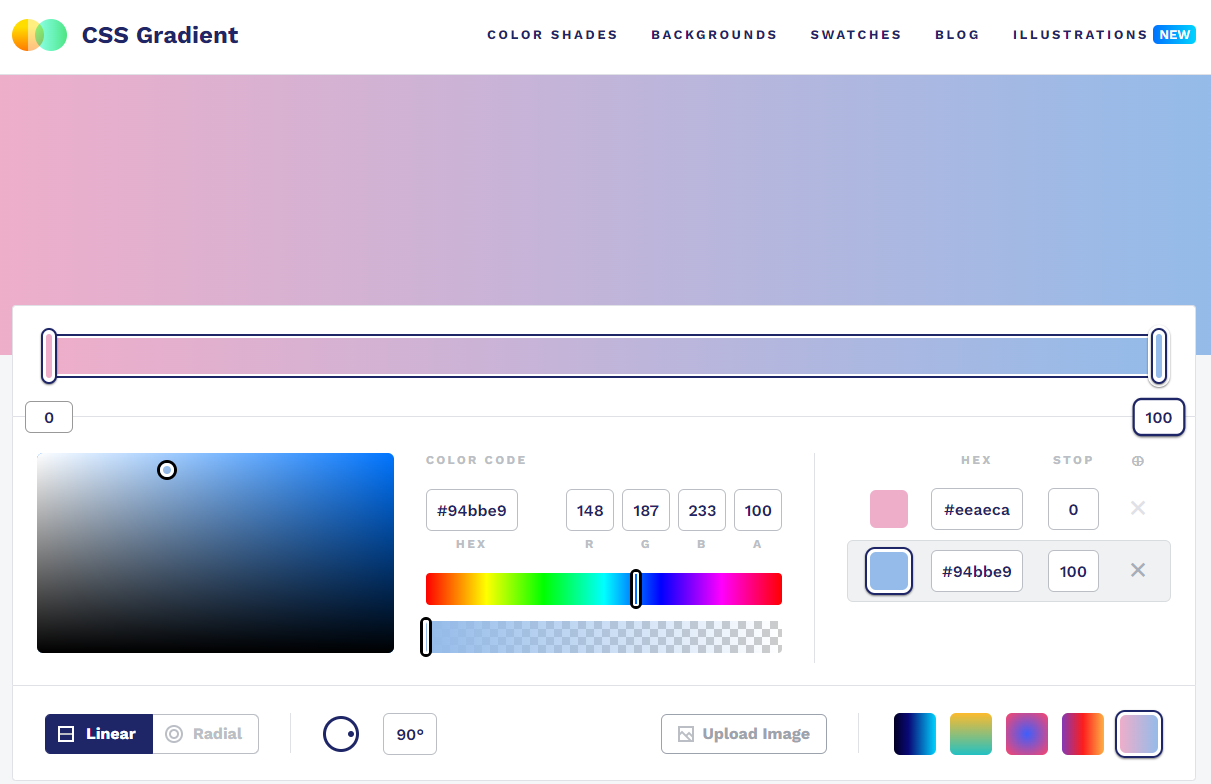 CSS Gradient
COLOR SHADES BACKGROUNDS SWATCHES BLOG ILLUSTRATIONS NEW
0 100
COLOR CODE
#94bbe9 148 187 233 100
HEX R G B A
HEX STOP
#eeaeca 0
#94bbe9 100
Linear Radial 90° Upload Image